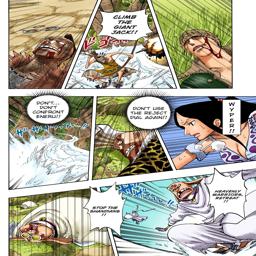 CLIMB
THE
GIANT
JACK!!
DON'T...
DON'T
CONFRONT
ENERU!!
DON'T USE
THE REJECT
DIAL AGAIN!!
WYPER!!
STOP THE
SHANDIANS!
HEAVENLY
WARRIORS,
RETREAT
!!